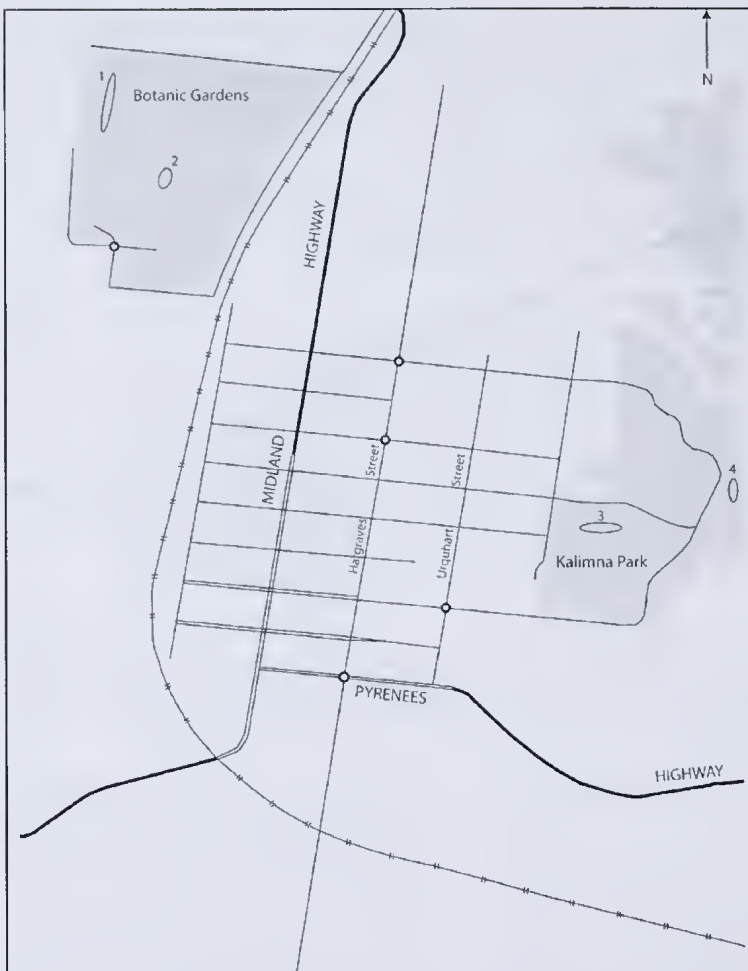 N
1
Botanic Gardens
2
HIGHWAY
MIDLAND
Street
Street
4
3
Hargraves
Urquhart
Kalimna Park
PYRENEES
HIGHWAY